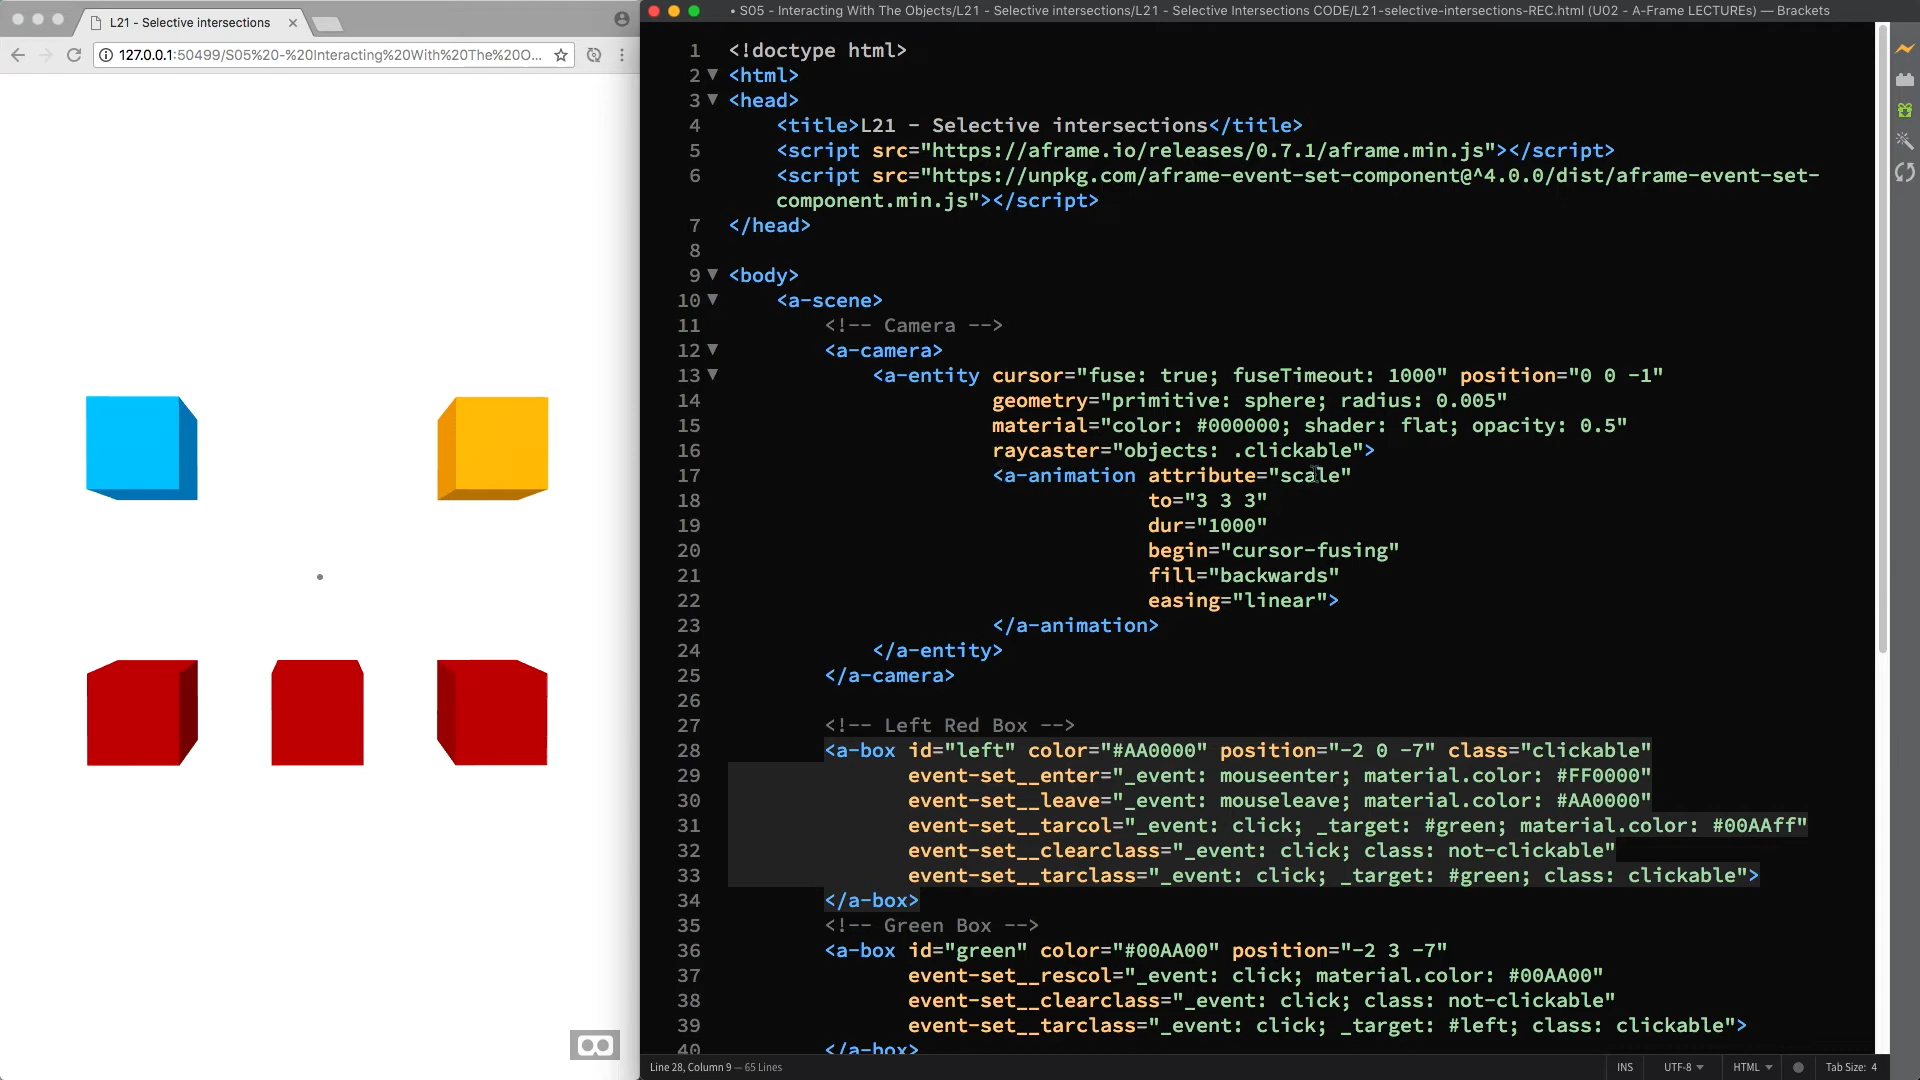 L21 - Selective intersections
127.0.0.1:50499/S05%20-%20Interacting%20With%20The%20O...
• S05 - Interacting With The Objects/L21 - Selective intersections/L21 - Selective Intersections CODE/L21-selective-intersections-REC.html (U02 - A-Frame LECTUREs) — Brackets
1 <!doctype html>
2 <html>
3 <head>
4 <title>L21 - Selective intersections</title>
5 <script src="https://aframe.io/releases/0.7.1/aframe.min.js"></script>
6 <script src="https://unpkg.com/aframe-event-set-component@^4.0.0/dist/aframe-event-set-
component.min.js"></script>
7 </head>
8
9 <body>
10 <a-scene>
11 <!-- Camera -->
12 <a-camera>
13 <a-entity cursor="fuse: true; fuseTimeout: 1000" position="0 0 -1"
14 geometry="primitive: sphere; radius: 0.005"
15 material="color: #000000; shader: flat; opacity: 0.5"
16 raycaster="objects: .clickable">
17 <a-animation attribute="scale"
18 to="3 3 3"
19 dur="1000"
20 begin="cursor-fusing"
21 fill="backwards"
22 easing="linear">
23 </a-animation>
24 </a-entity>
25 </a-camera>
26
27 <!-- Left Red Box -->
28 <a-box id="left" color="#AA0000" position="-2 0 -7" class="clickable"
29 event-set__enter="_event: mouseenter; material.color: #FF0000"
30 event-set__leave="_event: mouseleave; material.color: #AA0000"
31 event-set__tarcol="_event: click; _target: #green; material.color: #00AAff"
32 event-set__clearclass="_event: click; class: not-clickable"
33 event-set__tarclass="_event: click; _target: #green; class: clickable">
34 </a-box>
35 <!-- Green Box -->
36 <a-box id="green" color="#00AA00" position="-2 3 -7"
37 event-set__rescol="_event: click; material.color: #00AA00"
38 event-set__clearclass="_event: click; class: not-clickable"
39 event-set__tarclass="_event: click; _target: #left; class: clickable">
40 </a-box>
Line 28, Column 9 — 65 Lines
INS UTF-8 HTML Tab Size: 4